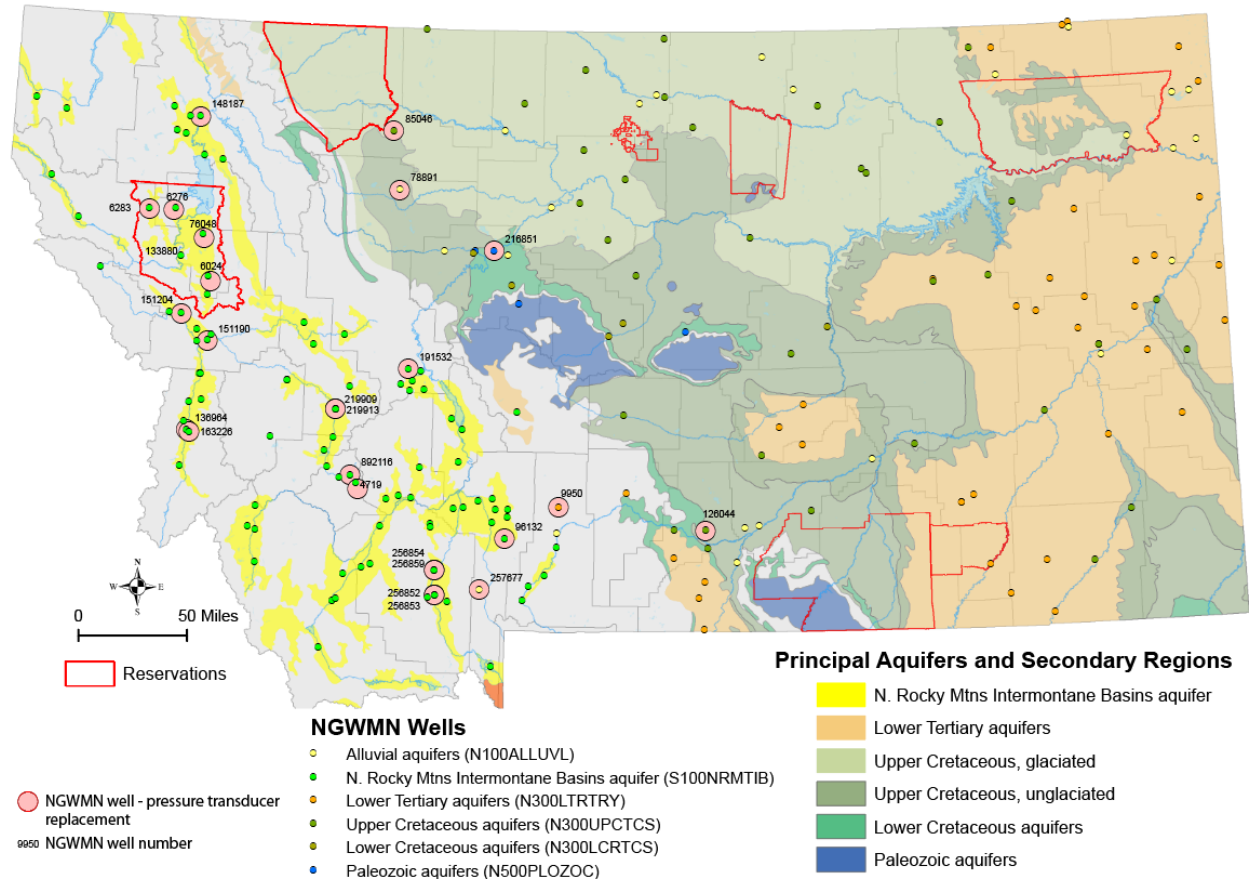 148187
85046
78891
6283
6276
76048
133880
216851
6024
151204
151190
191532
219909
219913
136964
163226
892116
4719
9950
126044
96132
256854
256859
257677
256852
256853
N
W E
S
0 50 Miles
Reservations
NGWMN well - pressure transducer
replacement
9950 NGWMN well number
NGWMN Wells
Alluvial aquifers (N100ALLUVL)
N. Rocky Mtns Intermontane Basins aquifer (S100NRMTIB)
Lower Tertiary aquifers (N300LTRTRY)
Upper Cretaceous aquifers (N300UPCTCS)
Lower Cretaceous aquifers (N300LCRTCS)
Paleozoic aquifers (N500PLOZOC)
Principal Aquifers and Secondary Regions
N. Rocky Mtns Intermontane Basins aquifer
Lower Tertiary aquifers
Upper Cretaceous, glaciated
Upper Cretaceous, unglaciated
Lower Cretaceous aquifers
Paleozoic aquifers